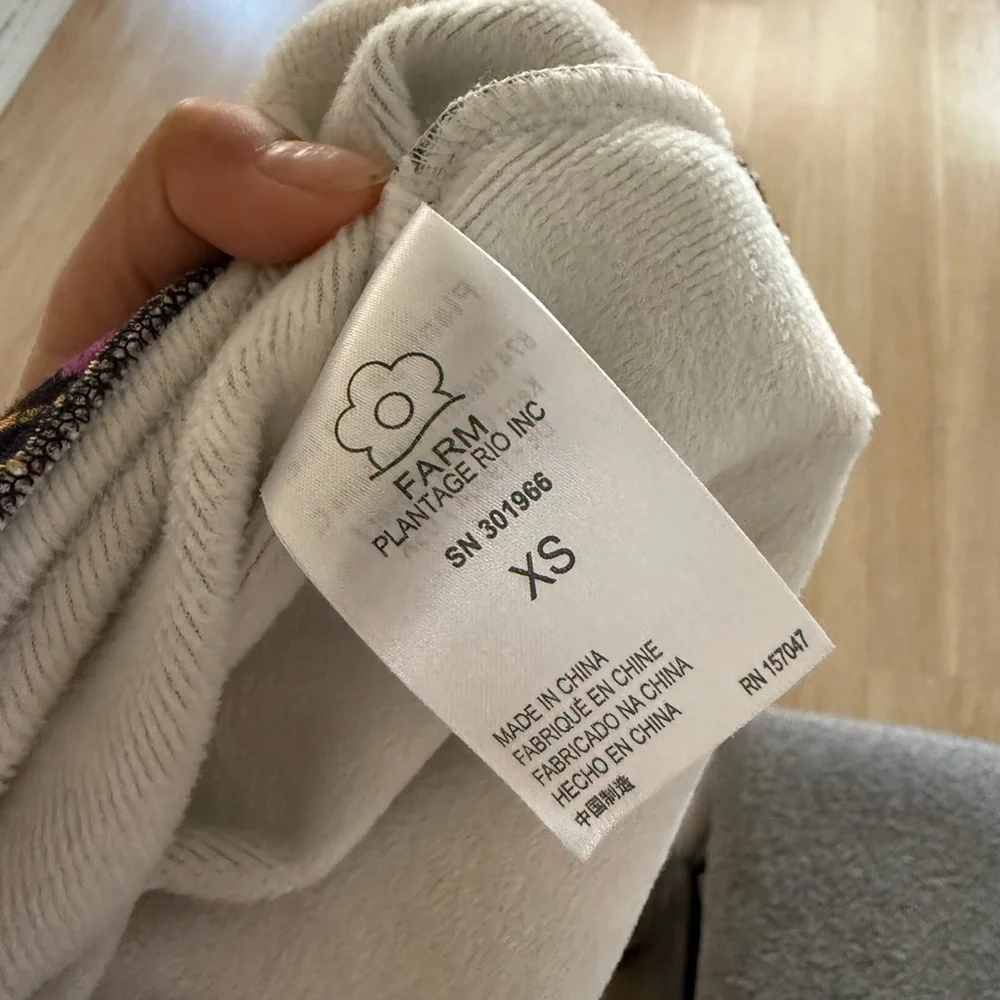 FARM
PLANTAGE RIO INC
SN 301966
XS
MADE IN CHINA
FABRIQUÉ EN CHINE
FABRICADO NA CHINA
HECHO EN CHINA
中国制造
RN 157047